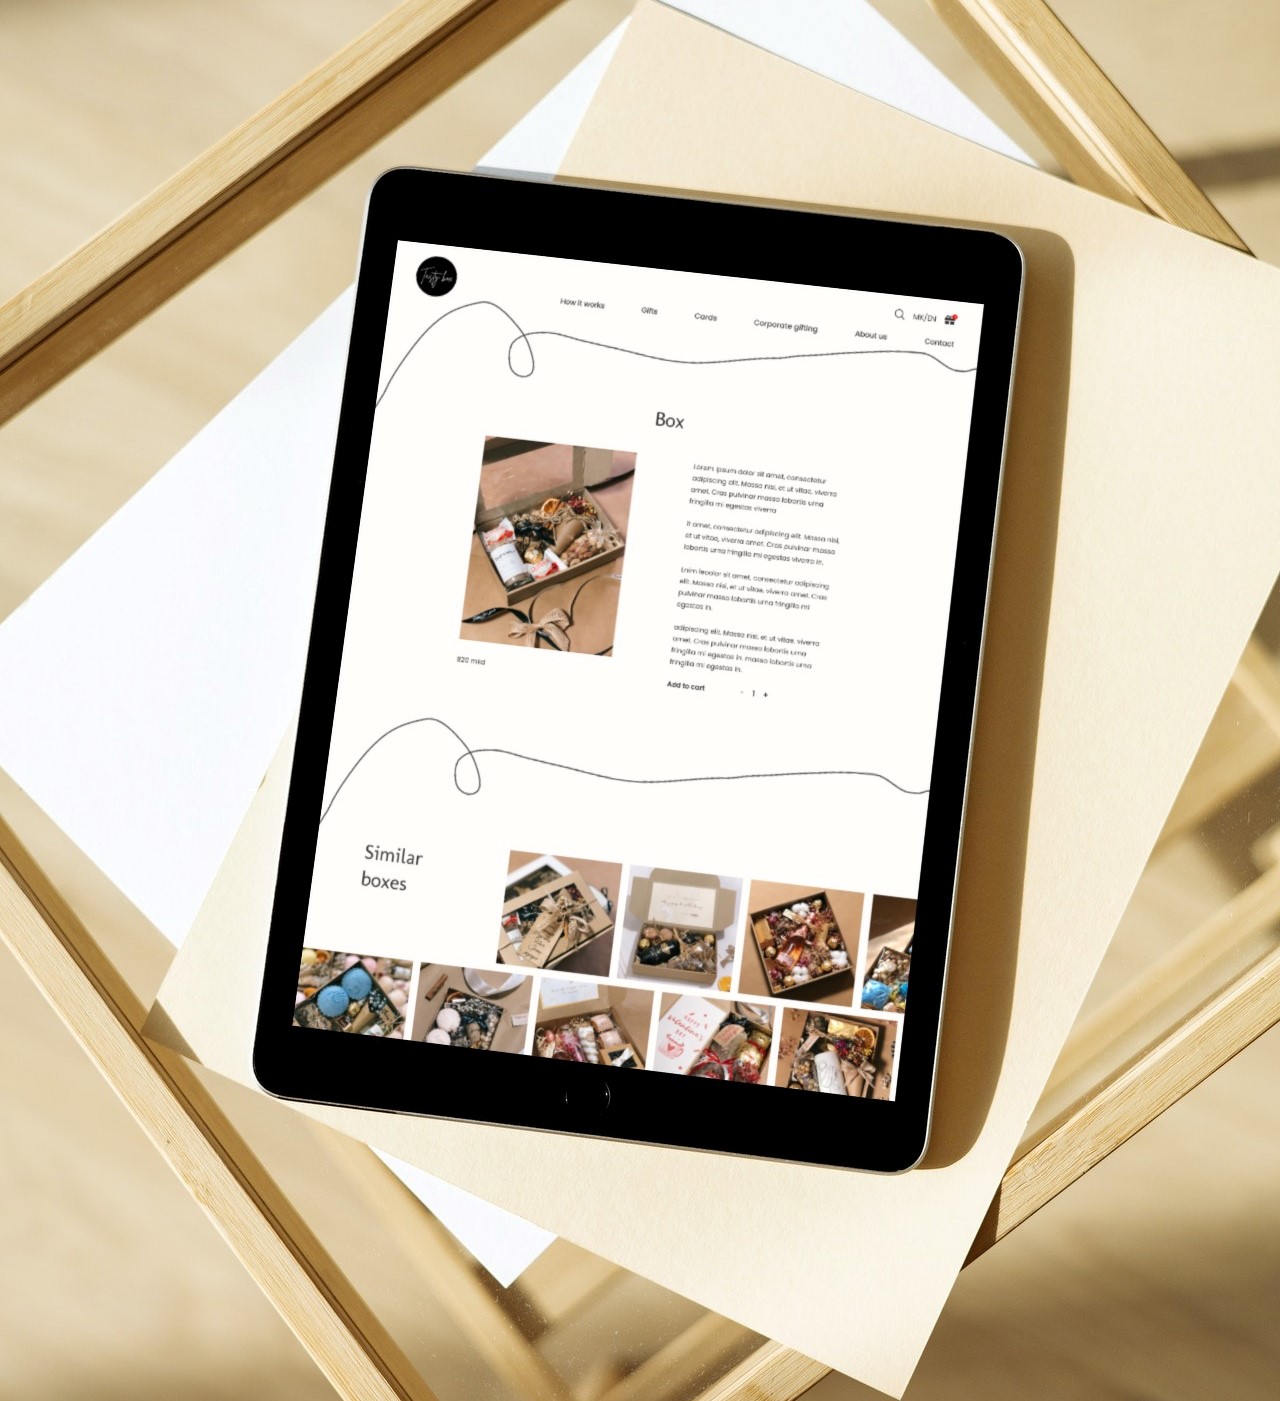 Tasty box
MK/EN
How it works
Gifts
Cards
Corporate gifting
About us
Contact
Box
Lorem ipsum dolor sit amet, consectetur
adipiscing elit. Massa nisi, et ut vitae, viverra
amet. Cras pulvinar massa lobortis urna
fringilla mi egestas viverra
it amet, consectetur adipiscing elit. Massa nisi,
et ut vitae, viverra amet. Cras pulvinar massa
lobortis urna fringilla mi egestas viverra in.
sit amet, consectetur adipiscing
elit. Massa nisi, et ut vitae, viverra amet. Cras
pulvinar massa lobortis urna fringilla mi
egestas in.
adipiscing elit. Massa nisi, et ut vitae, viverra
amet. Cras pulvinar massa lobortis urna
fringilla mi egestas in. massa lobortis urna
fringilla mi egestas in.
820 mkd
Add to cart
- 1 +
Similar
boxes
HAPPY
Valentine's
DAY